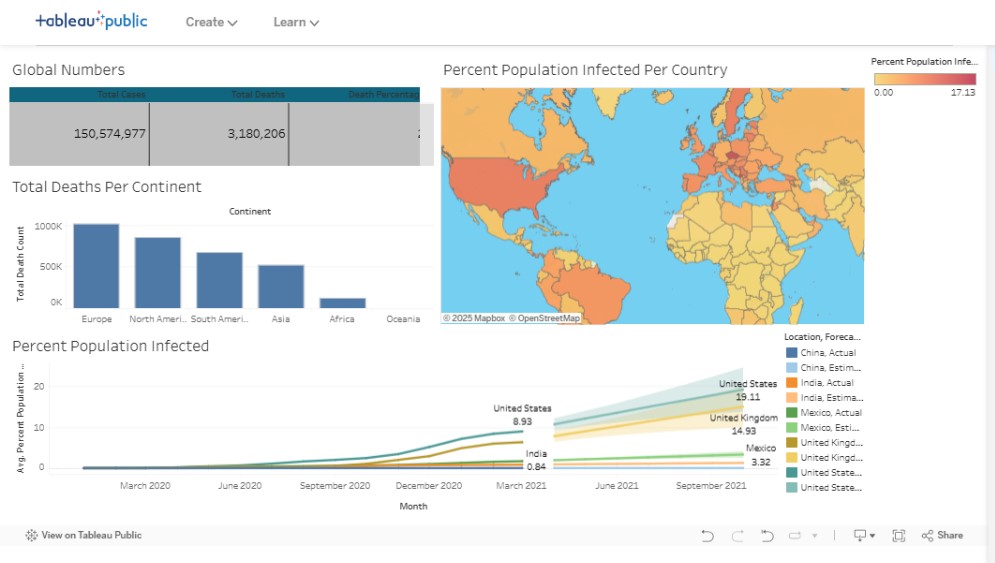 +ableau public
Create
Learn
Global Numbers
Total Cases Total Deaths Death Percentag
150,574,977 3,180,206
Total Deaths Per Continent
Continent
Total Death Count
1000K
500K
0K
Europe North Ameri.. South Ameri.. Asia Africa Oceania
Percent Population Infected Per Country
© 2025 Mapbox © OpenStreetMap
Percent Population Infe...
0.00 17.13
Percent Population Infected
Avg. Percent Population ..
20
10
0
United States
8.93
India
0.84
United States
19.11
United Kingdom
14.93
Mexico
3.32
March 2020 June 2020 September 2020 December 2020 March 2021 June 2021 September 2021
Month
Location, Foreca...
China, Actual
China, Estim...
India, Actual
India, Estima...
Mexico, Actual
Mexico, Esti...
United Kingd...
United Kingd...
United State...
United State...
View on Tableau Public
Share